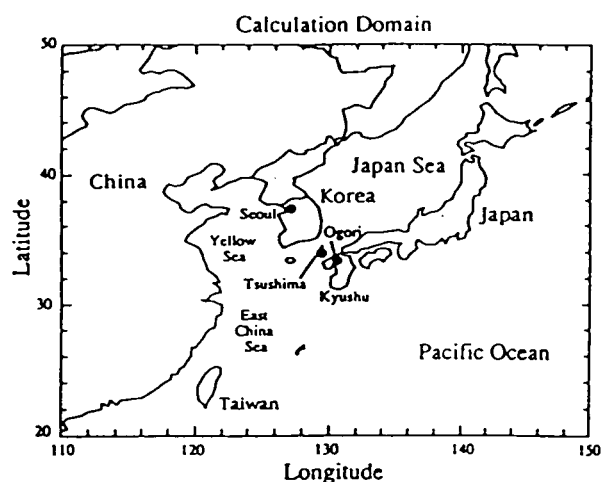 Calculation Domain
50
40
30
20
Latitude
China
Japan Sea
Korea
Seoul
Ogori
Japan
Yellow
Sea
Tsushima
Kyushu
East
China
Sea
Pacific Ocean
Taiwan
110
120
130
140
150
Longitude